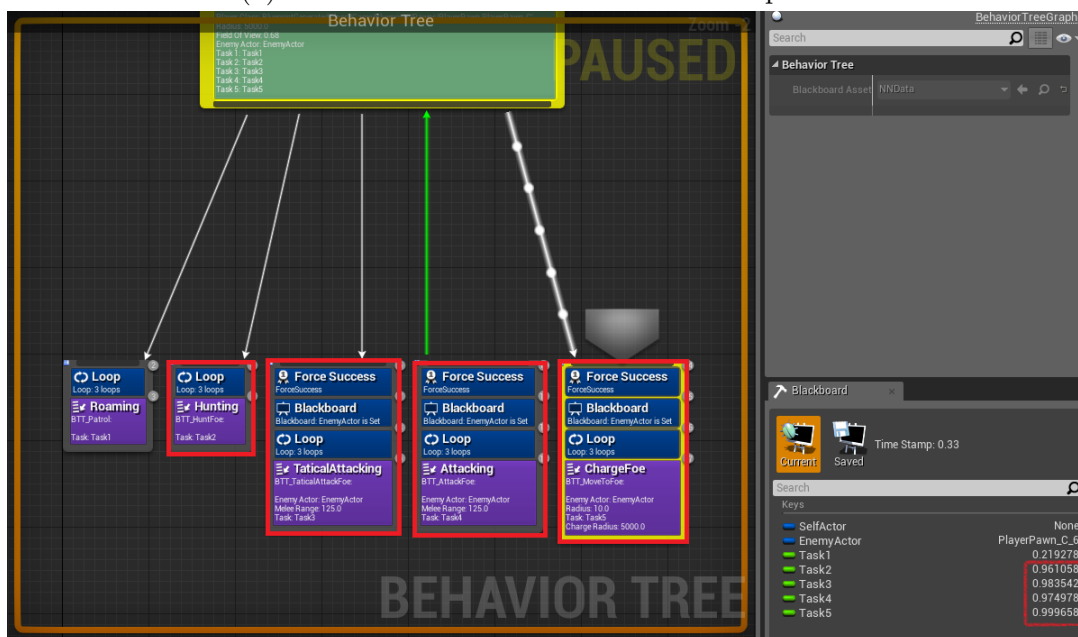 Behavior Tree
Zoom -2
PAUSED
Radius: 5000.0
Field Of View: 0.68
Enemy Actor: EnemyActor
Task 1: Task1
Task 2: Task2
Task 3: Task3
Task 4: Task4
Task 5: Task5
Loop
Loop: 3 loops
Roaming
BTT_Patrol:
Task: Task1
Loop
Loop: 3 loops
Hunting
BTT_HuntFoe:
Task: Task2
Force Success
ForceSuccess
Blackboard
Blackboard: EnemyActor is Set
Loop
Loop: 3 loops
TaticalAttacking
BTT_TaticalAttackFoe:
Enemy Actor: EnemyActor
Melee Range: 125.0
Task: Task3
Force Success
ForceSuccess
Blackboard
Blackboard: EnemyActor is Set
Loop
Loop: 3 loops
Attacking
BTT_AttackFoe:
Enemy Actor: EnemyActor
Melee Range: 125.0
Task: Task4
Force Success
ForceSuccess
Blackboard
Blackboard: EnemyActor is Set
Loop
Loop: 3 loops
ChargeFoe
BTT_MoveToFoe:
Enemy Actor: EnemyActor
Radius: 10.0
Task: Task5
Charge Radius: 5000.0
BEHAVIOR TREE
BehaviorTreeGraph
Search
Behavior Tree
Blackboard Asset NNData
Blackboard
Current Saved Time Stamp: 0.33
Search
Keys
SelfActor None
EnemyActor PlayerPawn_C_6
Task1 0.219278
Task2 0.961058
Task3 0.983542
Task4 0.974978
Task5 0.999658